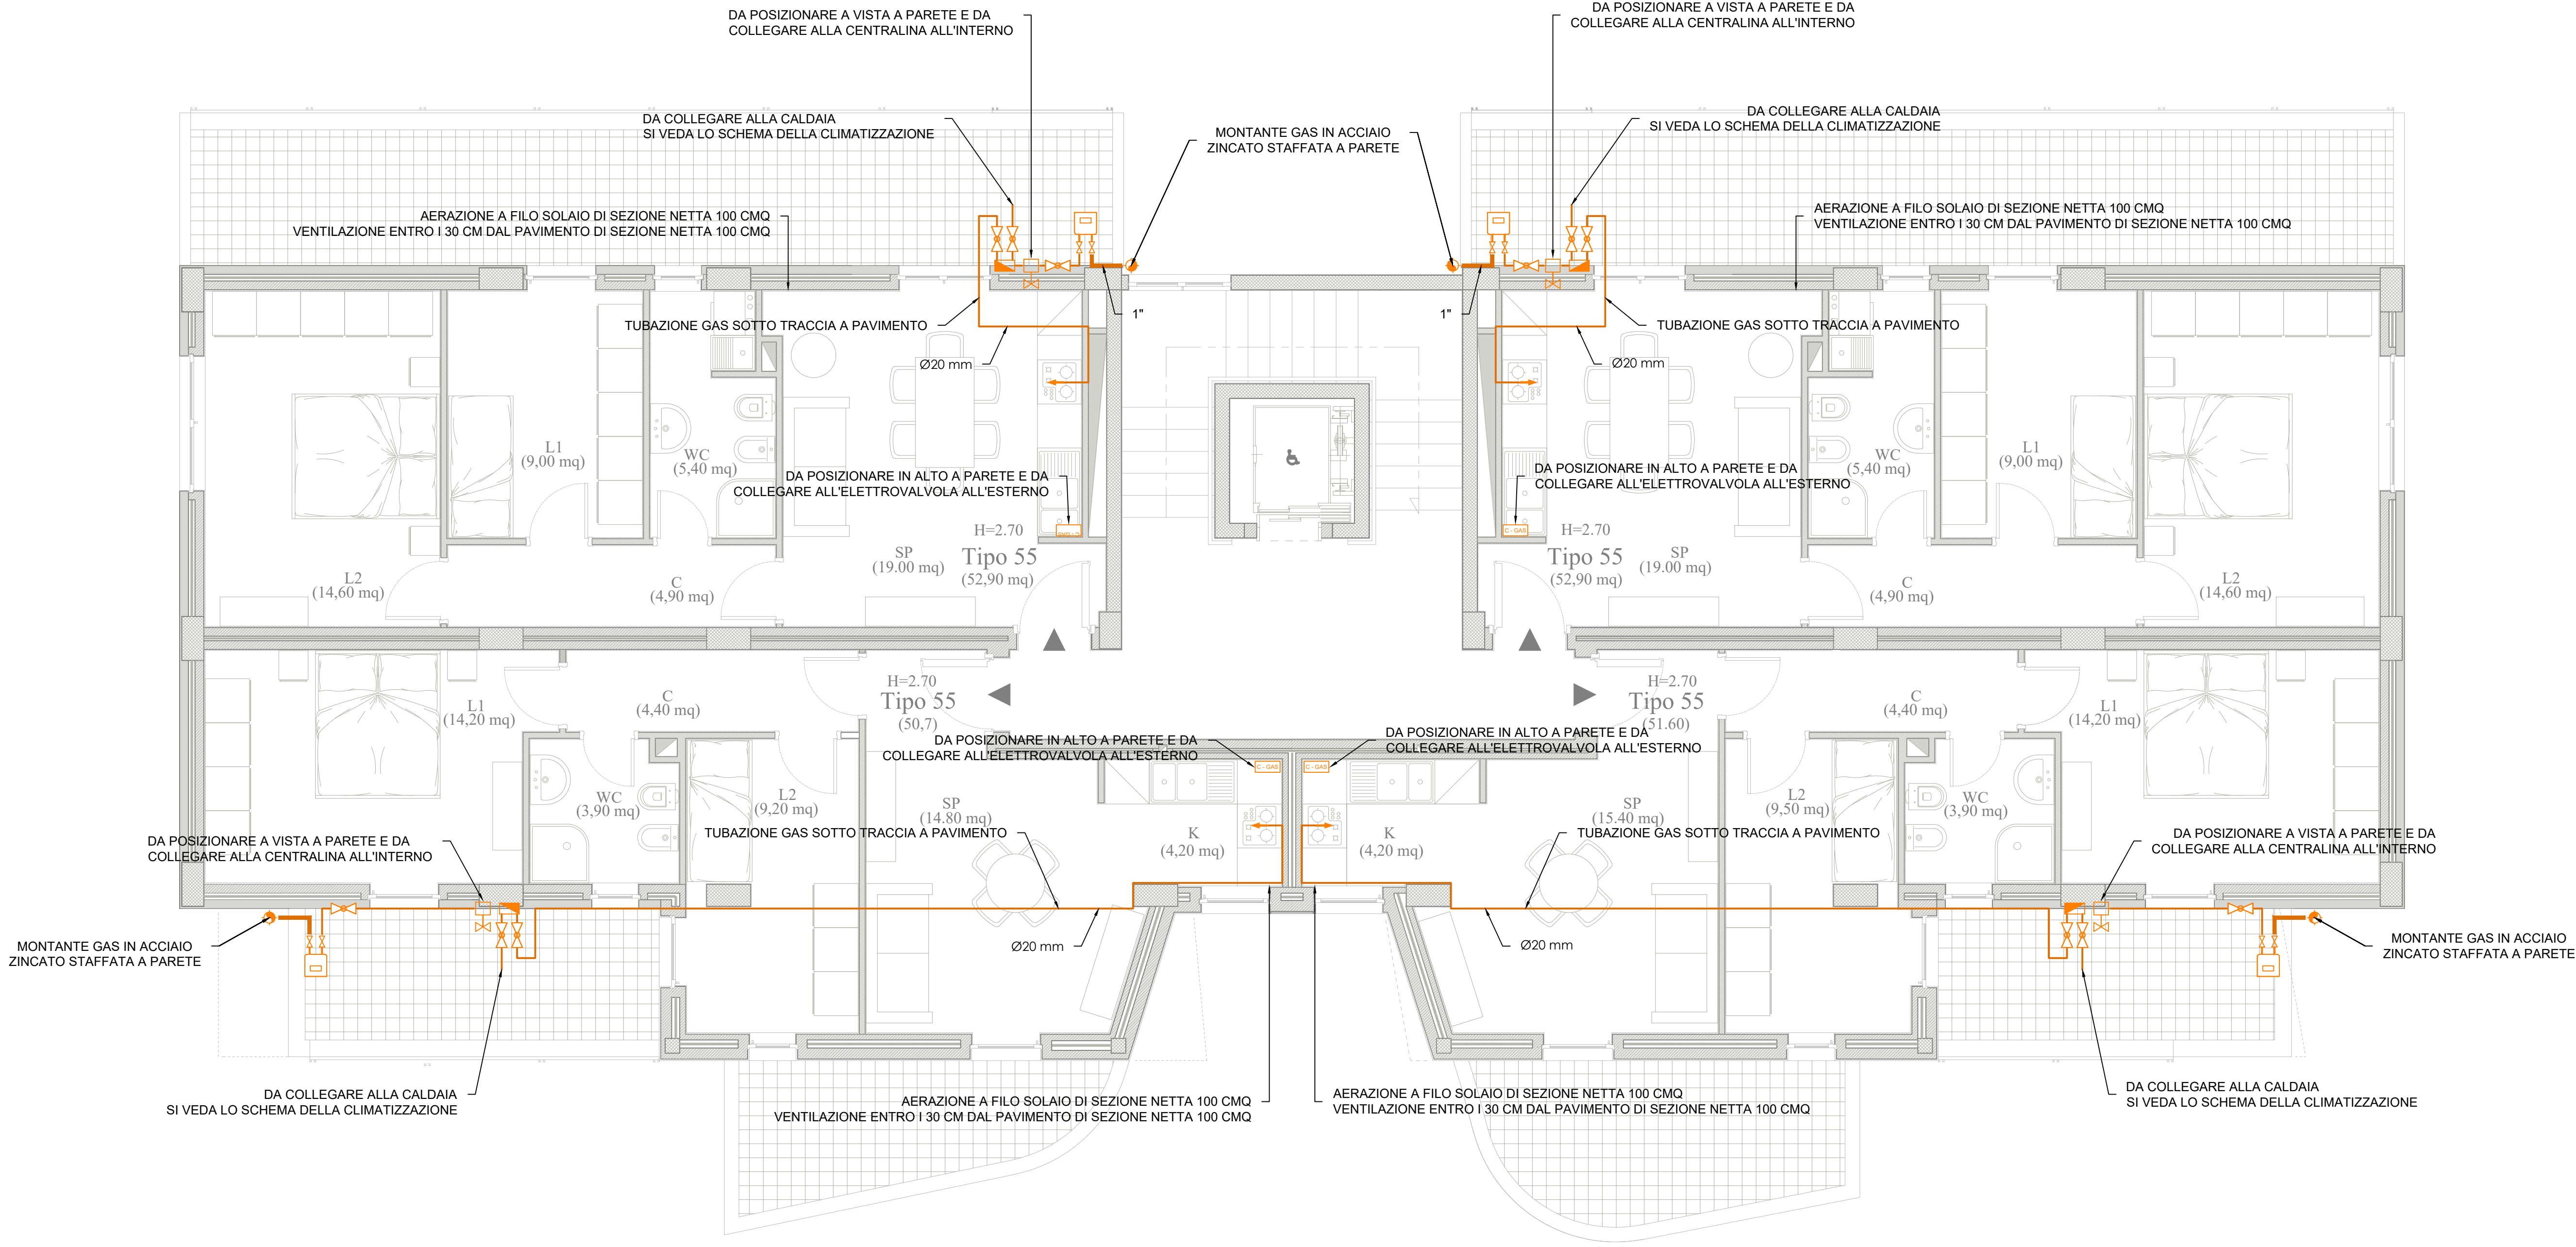 DA POSIZIONARE A VISTA A PARETE E DA
COLLEGARE ALLA CENTRALINA ALL'INTERNO
DA POSIZIONARE A VISTA A PARETE E DA
COLLEGARE ALLA CENTRALINA ALL'INTERNO
DA COLLEGARE ALLA CALDAIA
SI VEDA LO SCHEMA DELLA CLIMATIZZAZIONE
MONTANTE GAS IN ACCIAIO
ZINCATO STAFFATA A PARETE
DA COLLEGARE ALLA CALDAIA
SI VEDA LO SCHEMA DELLA CLIMATIZZAZIONE
AERAZIONE A FILO SOLAIO DI SEZIONE NETTA 100 CMQ
VENTILAZIONE ENTRO I 30 CM DAL PAVIMENTO DI SEZIONE NETTA 100 CMQ
AERAZIONE A FILO SOLAIO DI SEZIONE NETTA 100 CMQ
VENTILAZIONE ENTRO I 30 CM DAL PAVIMENTO DI SEZIONE NETTA 100 CMQ
TUBAZIONE GAS SOTTO TRACCIA A PAVIMENTO
1"
1"
TUBAZIONE GAS SOTTO TRACCIA A PAVIMENTO
Ø20 mm
Ø20 mm
L1
(9,00 mq)
WC
(5,40 mq)
DA POSIZIONARE IN ALTO A PARETE E DA
COLLEGARE ALL'ELETTROVALVOLA ALL'ESTERNO
DA POSIZIONARE IN ALTO A PARETE E DA
COLLEGARE ALL'ELETTROVALVOLA ALL'ESTERNO
WC
(5,40 mq)
L1
(9,00 mq)
C - GAS
C - GAS
L2
(14,60 mq)
C
(4,90 mq)
SP
(19.00 mq)
H=2.70
Tipo 55
(52,90 mq)
H=2.70
Tipo 55
(52,90 mq)
SP
(19.00 mq)
C
(4,90 mq)
L2
(14,60 mq)
L1
(14,20 mq)
C
(4,40 mq)
H=2.70
Tipo 55
(50,7)
H=2.70
Tipo 55
(51.60)
C
(4,40 mq)
L1
(14,20 mq)
DA POSIZIONARE IN ALTO A PARETE E DA
COLLEGARE ALL'ELETTROVALVOLA ALL'ESTERNO
C - GAS
C - GAS
DA POSIZIONARE IN ALTO A PARETE E DA
COLLEGARE ALL'ELETTROVALVOLA ALL'ESTERNO
WC
(3,90 mq)
L2
(9,20 mq)
SP
(14.80 mq)
K
(4,20 mq)
K
(4,20 mq)
SP
(15.40 mq)
L2
(9,50 mq)
WC
(3,90 mq)
DA POSIZIONARE A VISTA A PARETE E DA
COLLEGARE ALLA CENTRALINA ALL'INTERNO
TUBAZIONE GAS SOTTO TRACCIA A PAVIMENTO
TUBAZIONE GAS SOTTO TRACCIA A PAVIMENTO
DA POSIZIONARE A VISTA A PARETE E DA
COLLEGARE ALLA CENTRALINA ALL'INTERNO
MONTANTE GAS IN ACCIAIO
ZINCATO STAFFATA A PARETE
Ø20 mm
Ø20 mm
MONTANTE GAS IN ACCIAIO
ZINCATO STAFFATA A PARETE
DA COLLEGARE ALLA CALDAIA
SI VEDA LO SCHEMA DELLA CLIMATIZZAZIONE
AERAZIONE A FILO SOLAIO DI SEZIONE NETTA 100 CMQ
VENTILAZIONE ENTRO I 30 CM DAL PAVIMENTO DI SEZIONE NETTA 100 CMQ
AERAZIONE A FILO SOLAIO DI SEZIONE NETTA 100 CMQ
VENTILAZIONE ENTRO I 30 CM DAL PAVIMENTO DI SEZIONE NETTA 100 CMQ
DA COLLEGARE ALLA CALDAIA
SI VEDA LO SCHEMA DELLA CLIMATIZZAZIONE